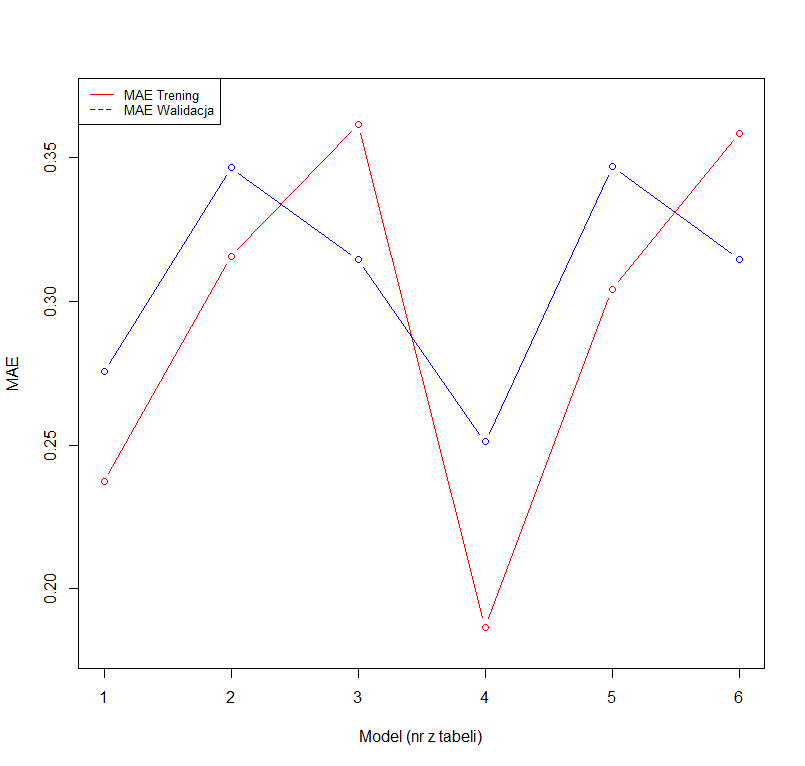 MAE Trening
MAE Walidacja
0.35
0.30
0.25
0.20
MAE
1 2 3 4 5 6
Model (nr z tabeli)